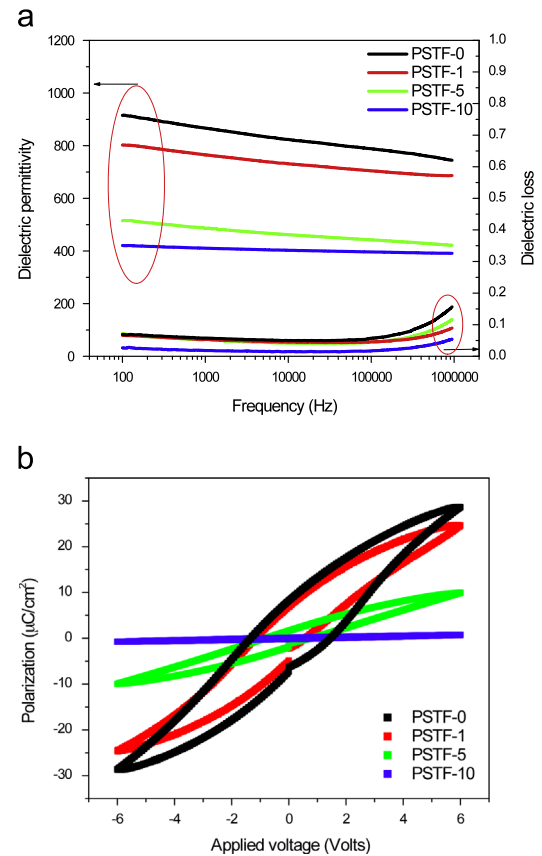 a
1200
1000
800
600
400
200
0
Dielectric permittivity
1.0
0.9
0.8
0.7
0.6
0.5
0.4
0.3
0.2
0.1
0.0
Dielectric loss
PSTF-0
PSTF-1
PSTF-5
PSTF-10
100 1000 10000 100000 1000000
Frequency (Hz)
b
30
20
10
0
-10
-20
-30
Polarization (μC/cm²)
PSTF-0
PSTF-1
PSTF-5
PSTF-10
-6 -4 -2 0 2 4 6
Applied voltage (Volts)